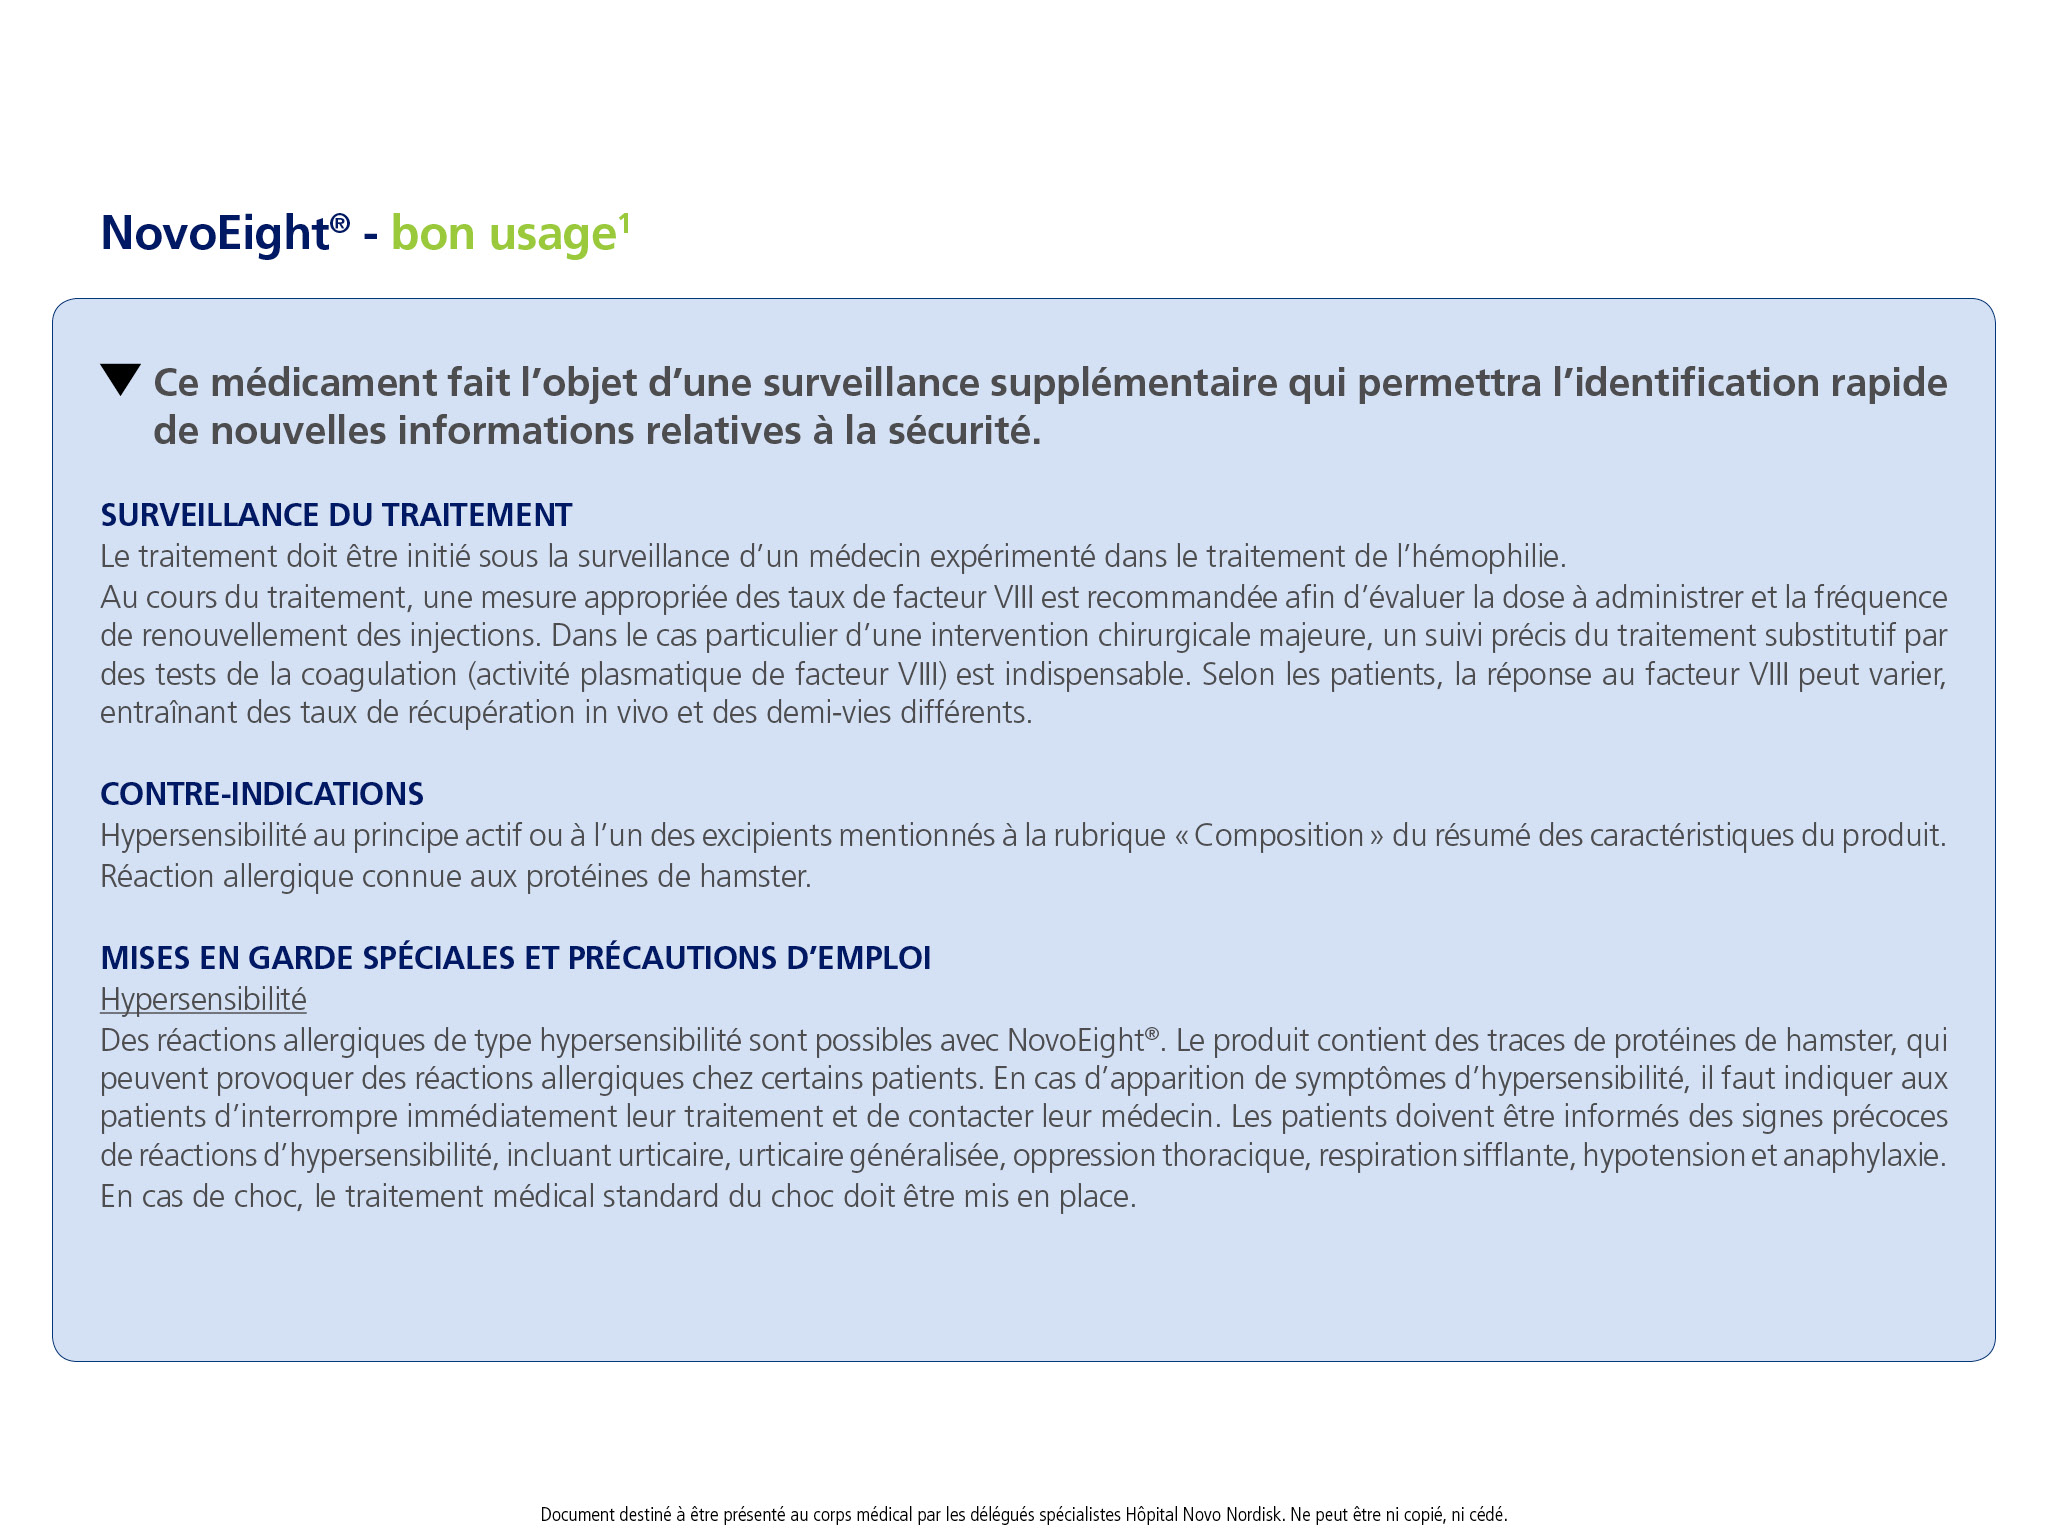 NovoEight® - bon usage¹
▼ Ce médicament fait l’objet d’une surveillance supplémentaire qui permettra l’identification rapide
de nouvelles informations relatives à la sécurité.
SURVEILLANCE DU TRAITEMENT
Le traitement doit être initié sous la surveillance d’un médecin expérimenté dans le traitement de l’hémophilie.
Au cours du traitement, une mesure appropriée des taux de facteur VIII est recommandée afin d’évaluer la dose à administrer et la fréquence
de renouvellement des injections. Dans le cas particulier d’une intervention chirurgicale majeure, un suivi précis du traitement substitutif par
des tests de la coagulation (activité plasmatique de facteur VIII) est indispensable. Selon les patients, la réponse au facteur VIII peut varier,
entraînant des taux de récupération in vivo et des demi-vies différents.
CONTRE-INDICATIONS
Hypersensibilité au principe actif ou à l’un des excipients mentionnés à la rubrique « Composition » du résumé des caractéristiques du produit.
Réaction allergique connue aux protéines de hamster.
MISES EN GARDE SPÉCIALES ET PRÉCAUTIONS D’EMPLOI
Hypersensibilité
Des réactions allergiques de type hypersensibilité sont possibles avec NovoEight®. Le produit contient des traces de protéines de hamster, qui
peuvent provoquer des réactions allergiques chez certains patients. En cas d’apparition de symptômes d’hypersensibilité, il faut indiquer aux
patients d’interrompre immédiatement leur traitement et de contacter leur médecin. Les patients doivent être informés des signes précoces
de réactions d’hypersensibilité, incluant urticaire, urticaire généralisée, oppression thoracique, respiration sifflante, hypotension et anaphylaxie.
En cas de choc, le traitement médical standard du choc doit être mis en place.
Document destiné à être présenté au corps médical par les délégués spécialistes Hôpital Novo Nordisk. Ne peut être ni copié, ni cédé.